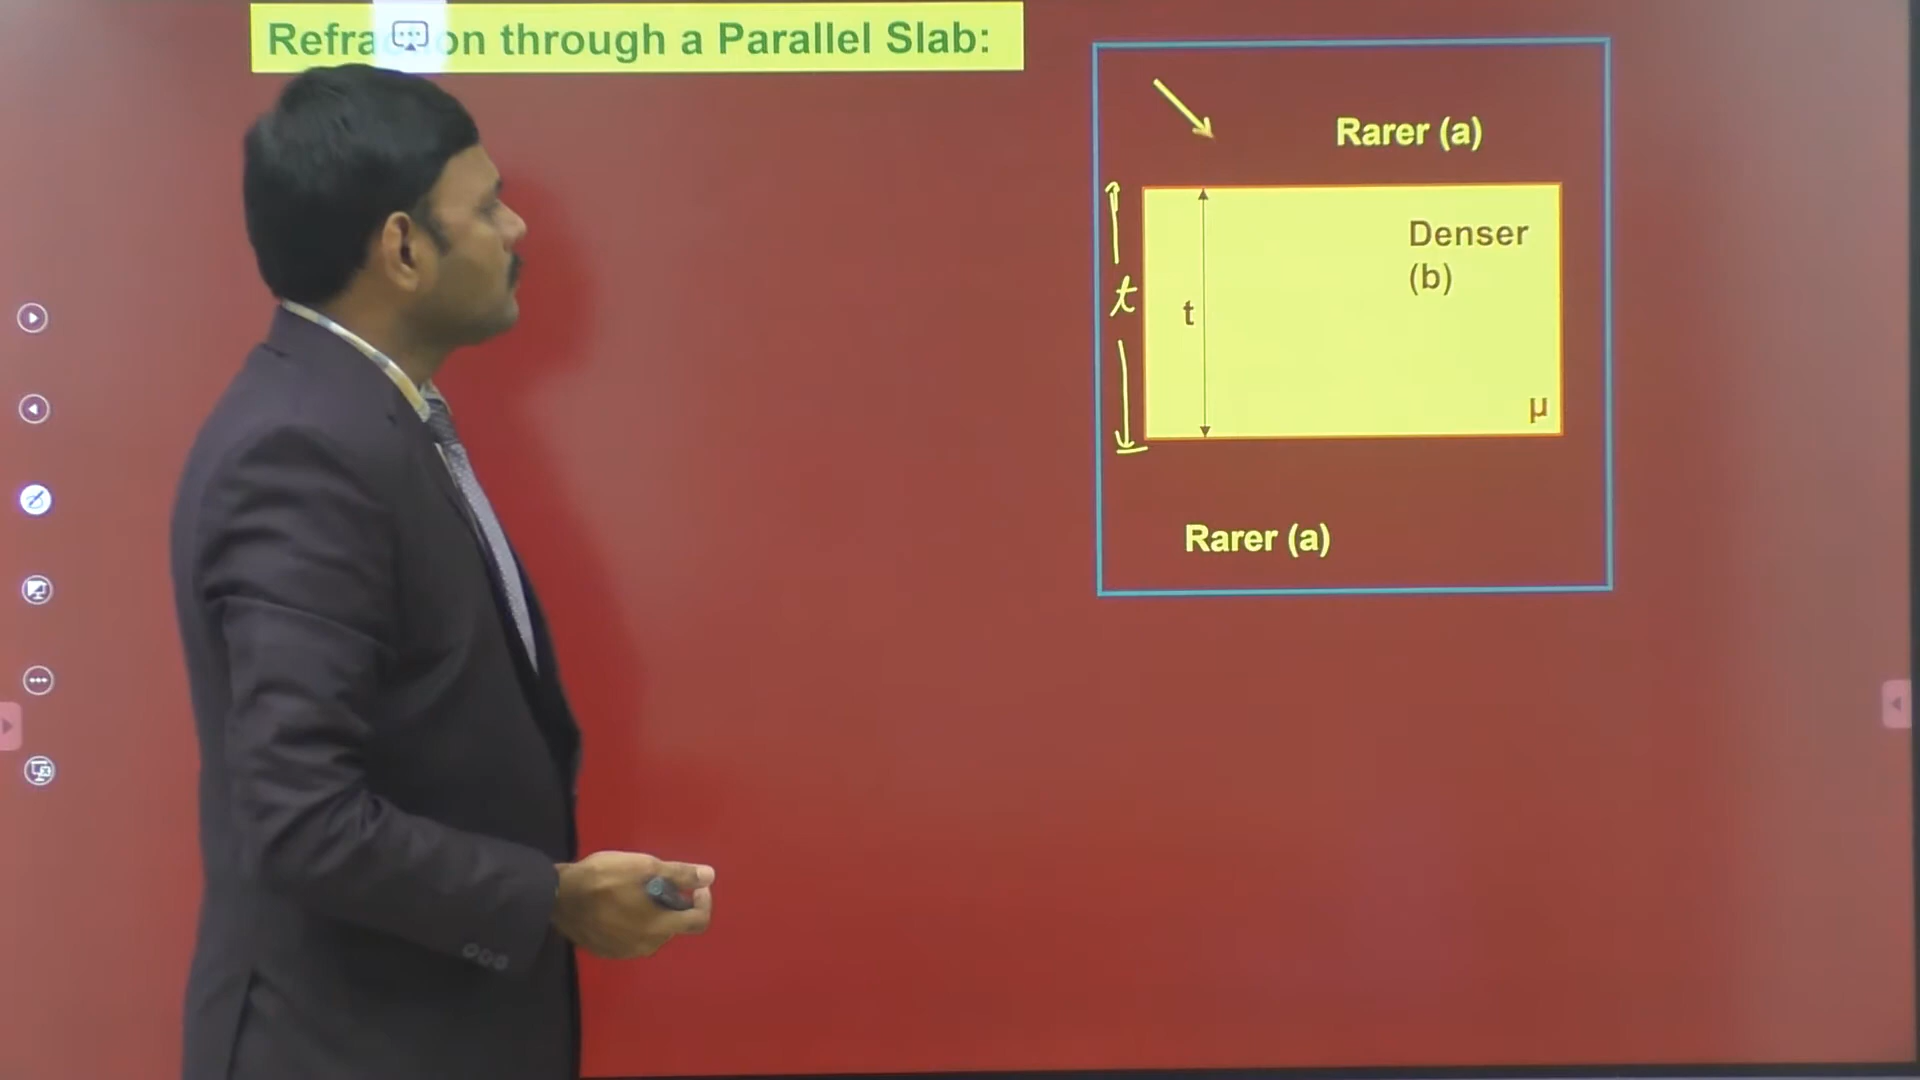 Refra on through a Parallel Slab:
Rarer (a)
Denser
(b)
t
t
μ
Rarer (a)